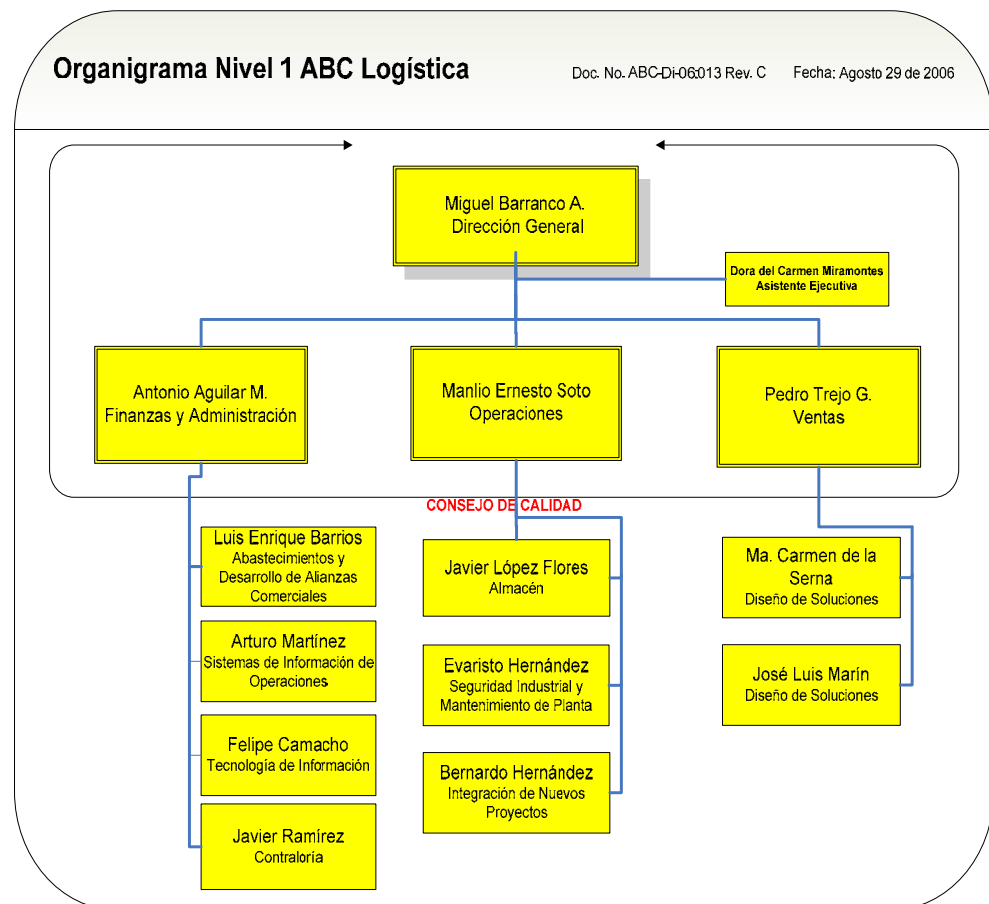 Organigrama Nivel 1 ABC Logística
Doc. No. ABC-Di-06:013 Rev. C
Fecha: Agosto 29 de 2006
Miguel Barranco A.
Dirección General
Dora del Carmen Miramontes
Asistente Ejecutiva
Antonio Aguilar M.
Finanzas y Administración
Manlio Ernesto Soto
Operaciones
Pedro Trejo G.
Ventas
CONSEJO DE CALIDAD
Luis Enrique Barrios
Abastecimientos y
Desarrollo de Alianzas
Comerciales
Arturo Martínez
Sistemas de Información de
Operaciones
Felipe Camacho
Tecnología de Información
Javier Ramírez
Contraloría
Javier López Flores
Almacén
Evaristo Hernández
Seguridad Industrial y
Mantenimiento de Planta
Bernardo Hernández
Integración de Nuevos
Proyectos
Ma. Carmen de la
Serna
Diseño de Soluciones
José Luis Marín
Diseño de Soluciones